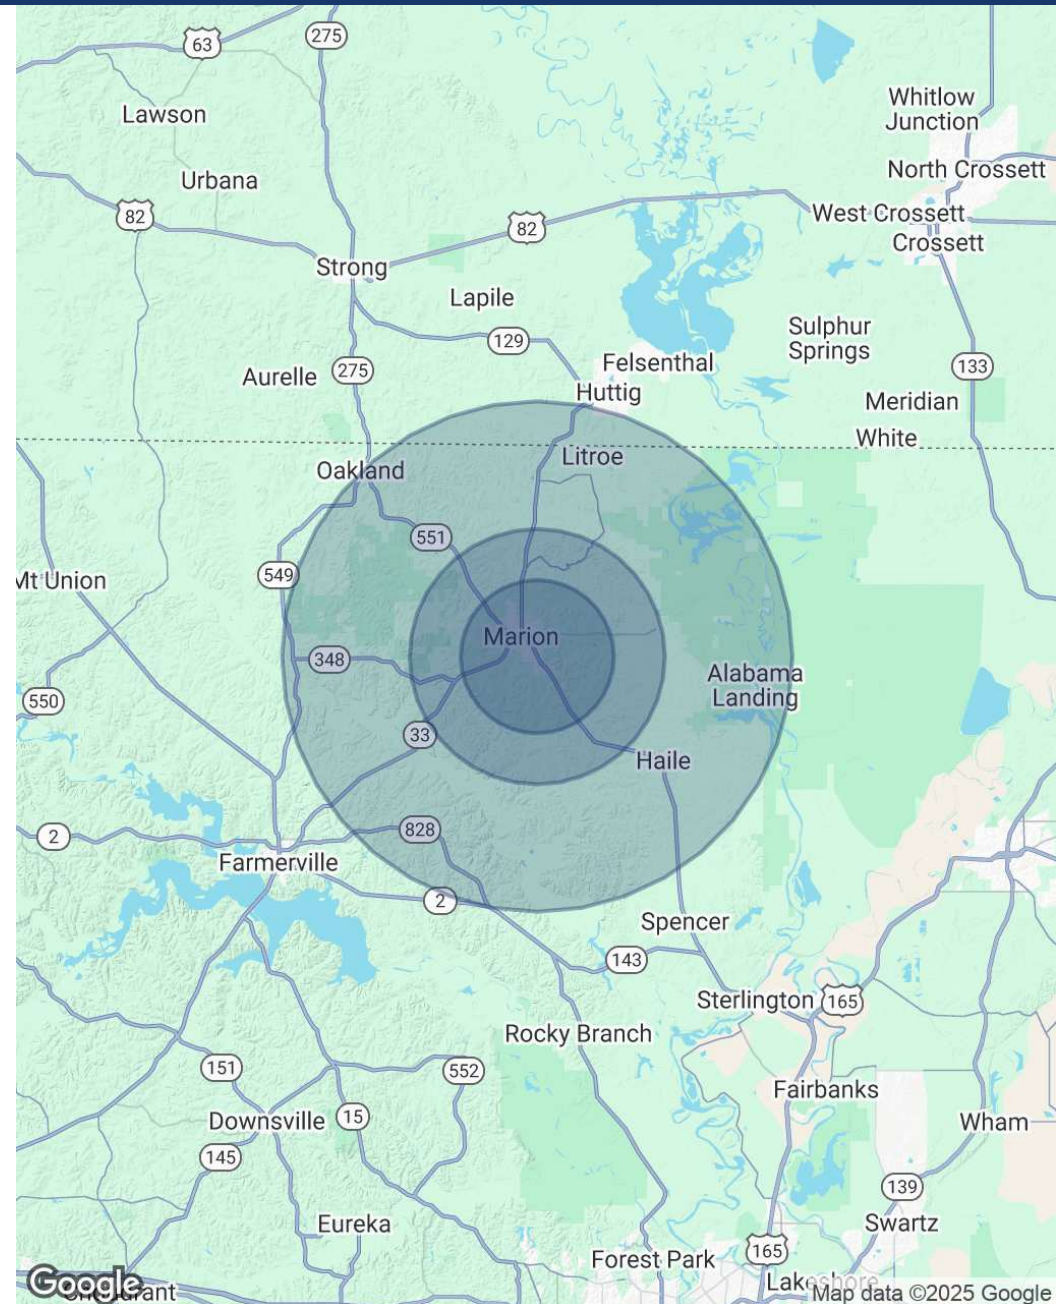 63
275
Lawson
Whitlow
Junction
Urbana
North Crossett
82
82
West Crossett
Crossett
Strong
Lapile
Sulphur
Springs
129
Felsenthal
Aurelle
275
133
Huttig
Meridian
White
Litroe
Oakland
551
549
Mt Union
Marion
348
Alabama
Landing
550
33
Haile
828
2
Farmerville
2
Spencer
143
Sterlington
165
Rocky Branch
151
552
Fairbanks
Downsville
15
Wham
145
139
Eureka
Swartz
165
Forest Park
Lakeshore
Google
Map data ©2025 Google